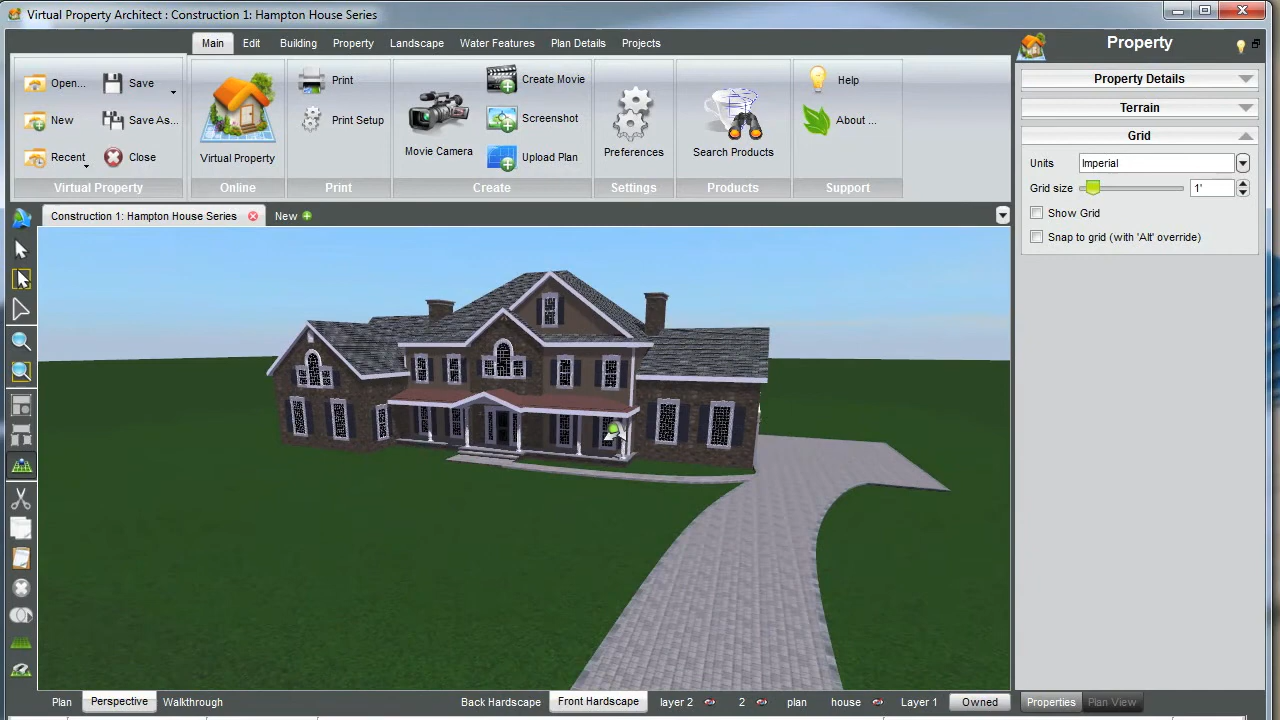 Virtual Property Architect : Construction 1: Hampton House Series
Main Edit Building Property Landscape Water Features Plan Details Projects
Open... Save
New Save As...
Recent Close
Virtual Property
Virtual Property
Online
Print
Print Setup
Print
Movie Camera
Create Movie
Screenshot
Upload Plan
Create
Preferences
Settings
Search Products
Products
Help
About ...
Support
Construction 1: Hampton House Series New
Property
Property Details
Terrain
Grid
Units Imperial
Grid size 1'
Show Grid
Snap to grid (with 'Alt' override)
Plan Perspective Walkthrough Back Hardscape Front Hardscape layer 2 2 plan house Layer 1 Owned
Properties Plan View